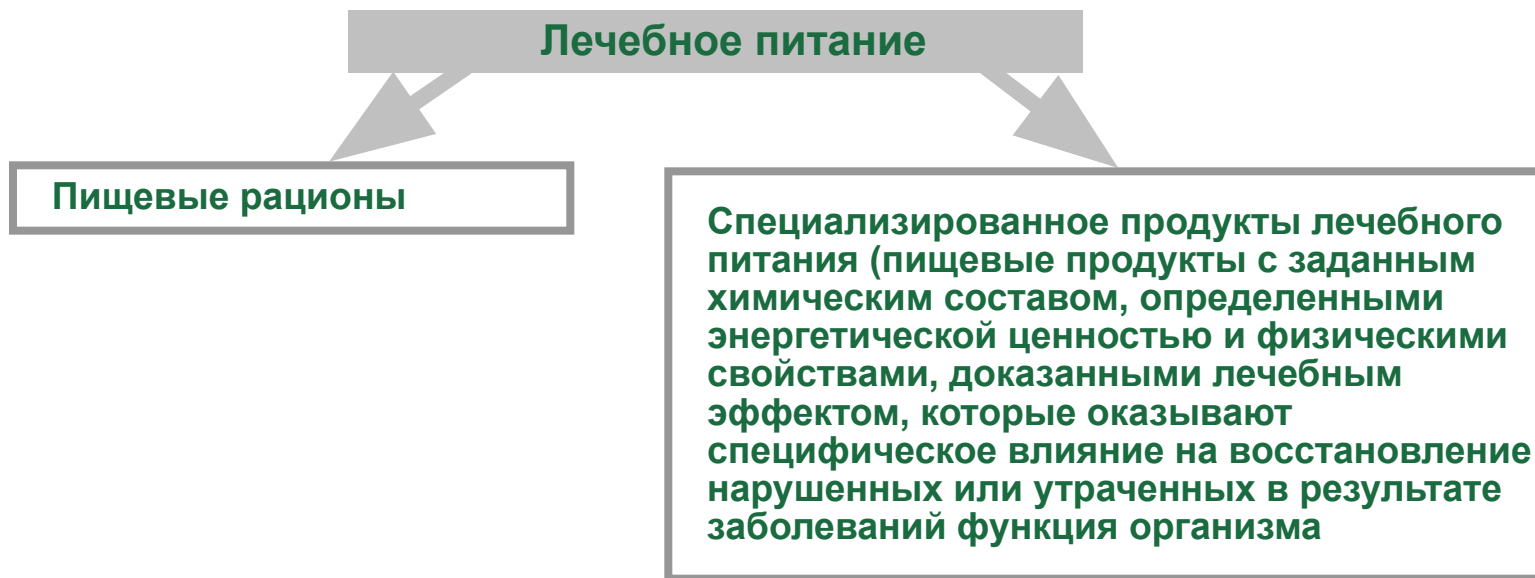 Лечебное питание
Пищевые рационы
Специализированное продукты лечебного
питания (пищевые продукты с заданным
химическим составом, определенными
энергетической ценностью и физическими
свойствами, доказанными лечебным
эффектом, которые оказывают
специфическое влияние на восстановление
нарушенных или утраченных в результате
заболеваний функция организма